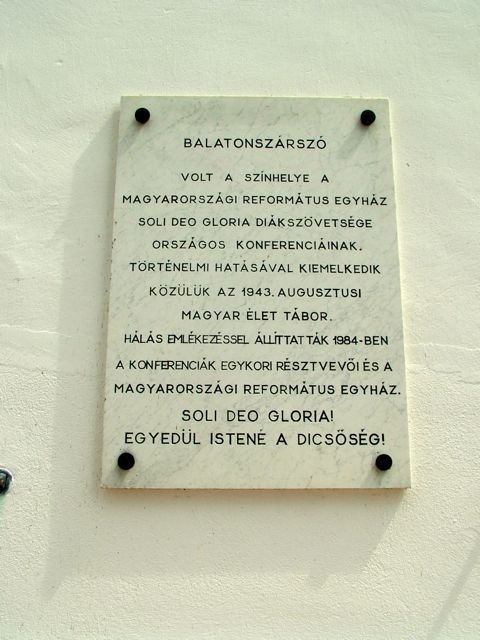 BALATONSZÁRSZÓ
VOLT A SZÍNHELYE A
MAGYARORSZÁGI REFORMÁTUS EGYHÁZ
SOLI DEO GLORIA DIÁKSZÖVETSÉGE
ORSZÁGOS KONFERENCIÁINAK.
TÖRTÉNELMI HATÁSÁVAL KIEMELKEDIK
KÖZÜLÜK AZ 1943. AUGUSZTUSI
MAGYAR ÉLET TÁBOR.
HÁLÁS EMLÉKEZÉSSEL ÁLLÍTTATTÁK 1984-BEN
A KONFERENCIÁK EGYKORI RÉSZTVEVŐI ÉS A
MAGYARORSZÁGI REFORMÁTUS EGYHÁZ.
SOLI DEO GLORIA!
EGYEDÜL ISTENÉ A DICSŐSÉG!